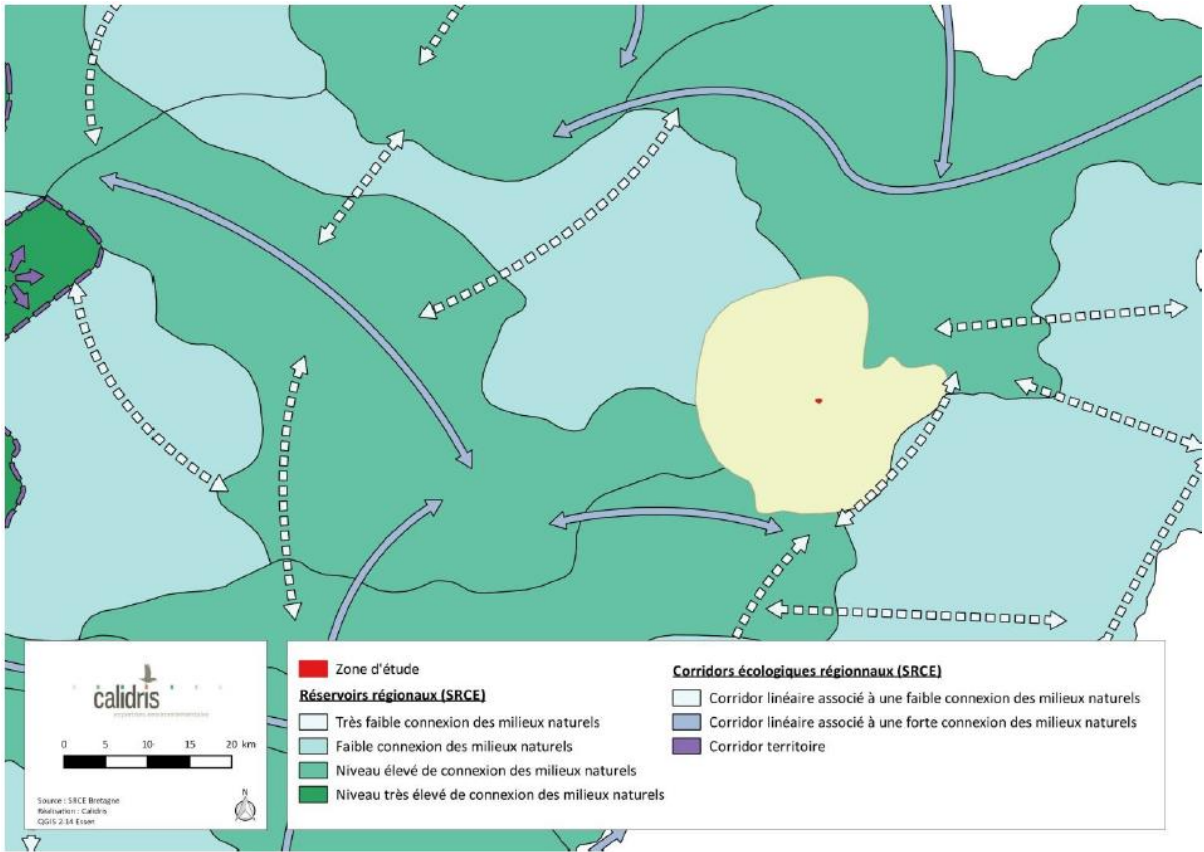 Zone d'étude
Réservoirs régionaux (SRCE)
Très faible connexion des milieux naturels
Faible connexion des milieux naturels
Niveau élevé de connexion des milieux naturels
Niveau très élevé de connexion des milieux naturels
Corridors écologiques régionnaux (SRCE)
Corridor linéaire associé à une faible connexion des milieux naturels
Corridor linéaire associé à une forte connexion des milieux naturels
Corridor territoire
calidris
0 5 10 15 20 km
Source : SRCE Bretagne
Réalisation : Calidris
QGIS 2.14 Essen
N